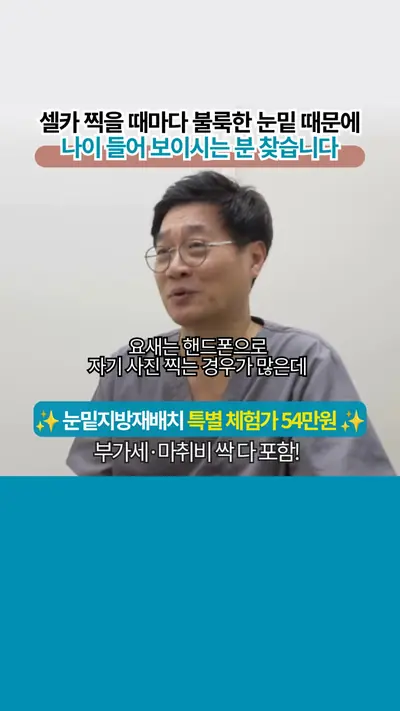 셀카 찍을 때마다 불룩한 눈밑 때문에
나이 들어 보이시는 분 찾습니다
요새는 핸드폰으로
자기 사진 찍는 경우가 많은데
✨ 눈밑지방재배치 특별 체험가 54만원 ✨
부가세·마취비 싹 다 포함!